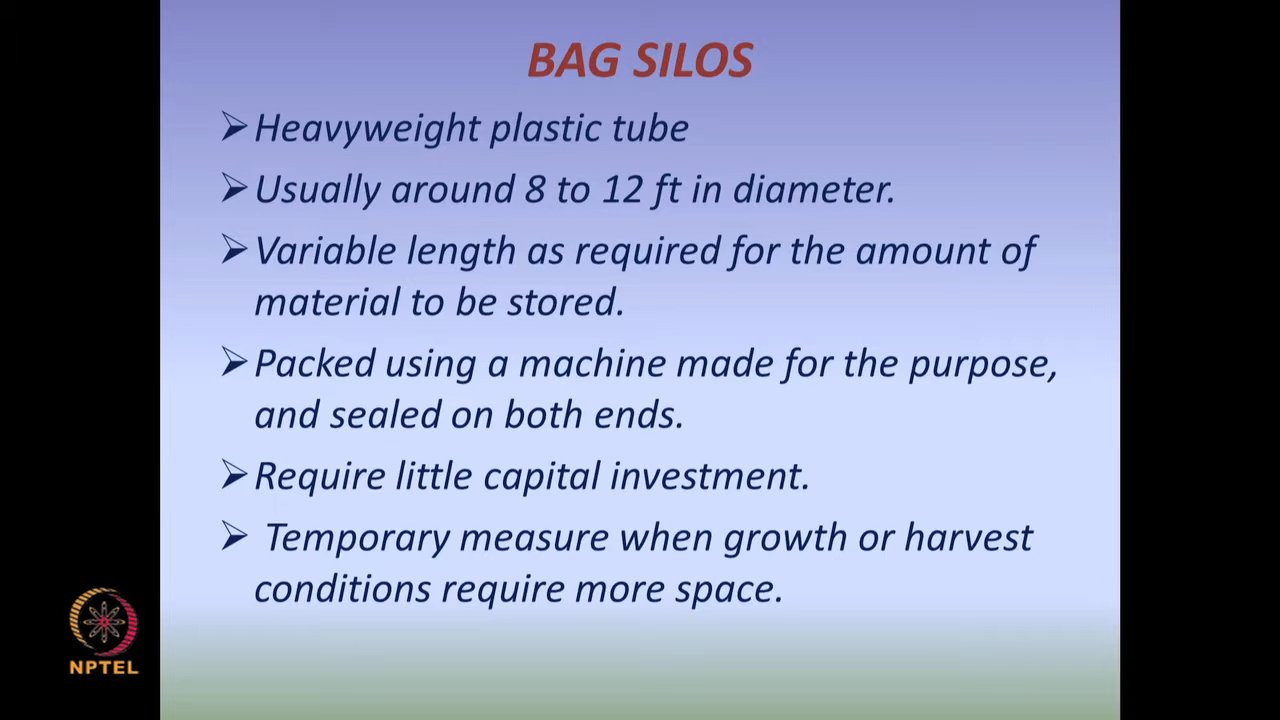 BAG SILOS
➢Heavyweight plastic tube
➢Usually around 8 to 12 ft in diameter.
➢Variable length as required for the amount of
material to be stored.
➢Packed using a machine made for the purpose,
and sealed on both ends.
➢Require little capital investment.
➢ Temporary measure when growth or harvest
conditions require more space.
NPTEL